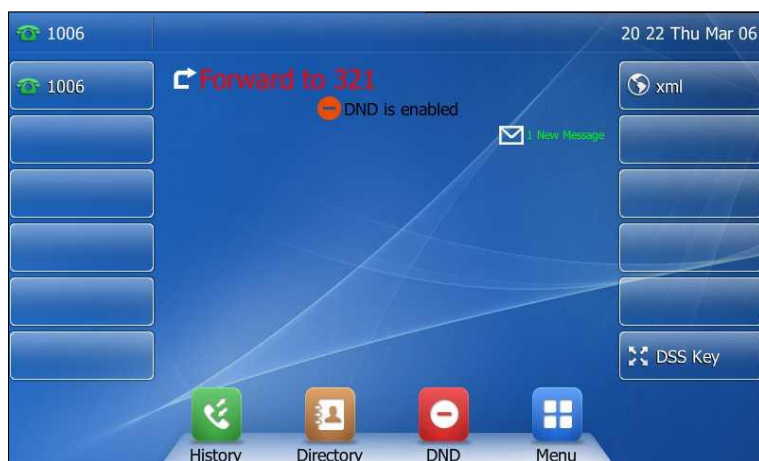 1006
20 22 Thu Mar 06
1006
Forward to 321
xml
DND is enabled
1 New Message
DSS Key
History
Directory
DND
Menu